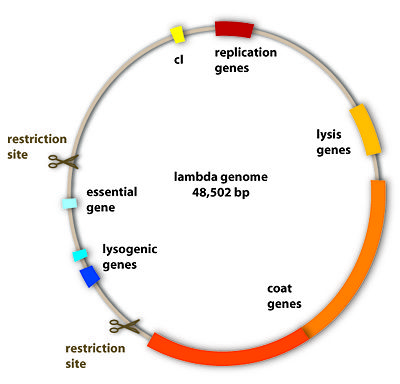 cI
replication
genes
lysis
genes
restriction
site
lambda genome
48,502 bp
essential
gene
lysogenic
genes
coat
genes
restriction
site